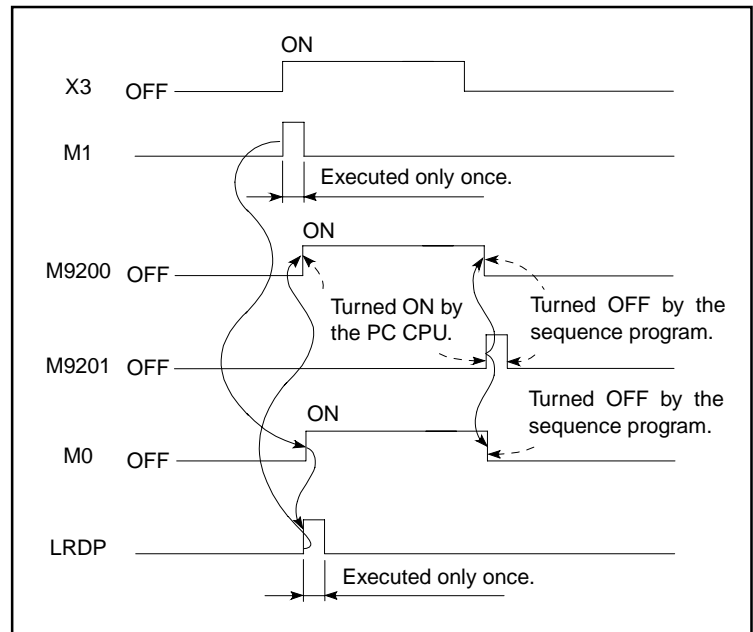 ON
X3 OFF
M1
Executed only once.
ON
M9200 OFF
Turned ON by
the PC CPU.
Turned OFF by the
sequence program.
M9201 OFF
Turned OFF by the
sequence program.
ON
M0 OFF
LRDP
Executed only once.